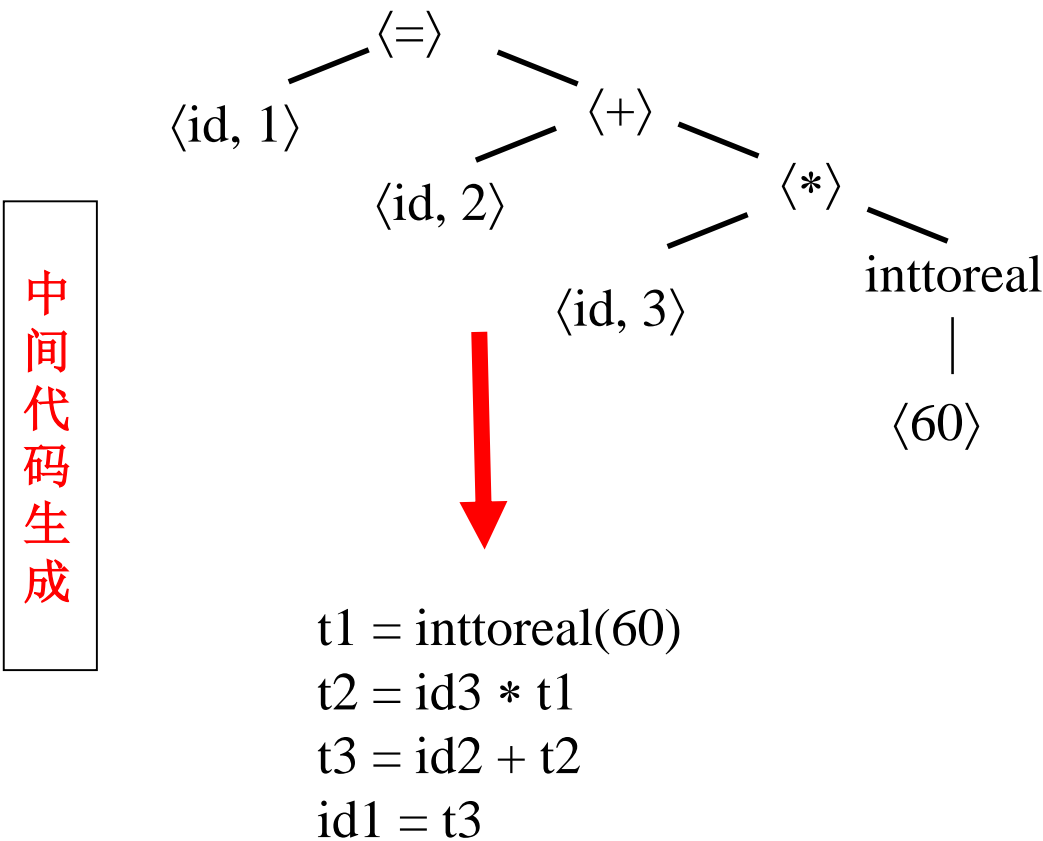 ⟨=⟩
⟨id, 1⟩
⟨+⟩
⟨id, 2⟩
⟨*⟩
⟨id, 3⟩
inttoreal
⟨60⟩
中间代码生成
t1 = inttoreal(60)
t2 = id3 * t1
t3 = id2 + t2
id1 = t3